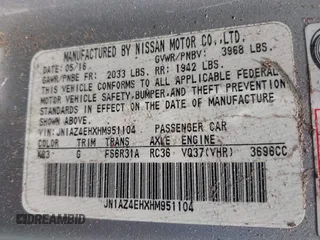 MANUFACTURED BY NISSAN MOTOR CO.,LTD.
DATE: 05/16 GVWR/PNBV: 3968 LBS.
GAWR/PNBE FR: 2033 LBS. RR: 1942 LBS.
THIS VEHICLE CONFORMS TO ALL APPLICABLE FEDERAL
MOTOR VEHICLE SAFETY, BUMPER, AND THEFT PREVENTION
STANDARDS IN EFFECT ON THE DATE OF MANUFACTURE
SHOWN ABOVE.
VIN: JN1AZ4EHXHM951104 PASSENGER CAR
COLOR TRIM TRANS AXLE ENGINE
G FS6R31A RC36 VQ37(VHR) 3696CC
JN1AZ4EHXHM951104
DREAMBID